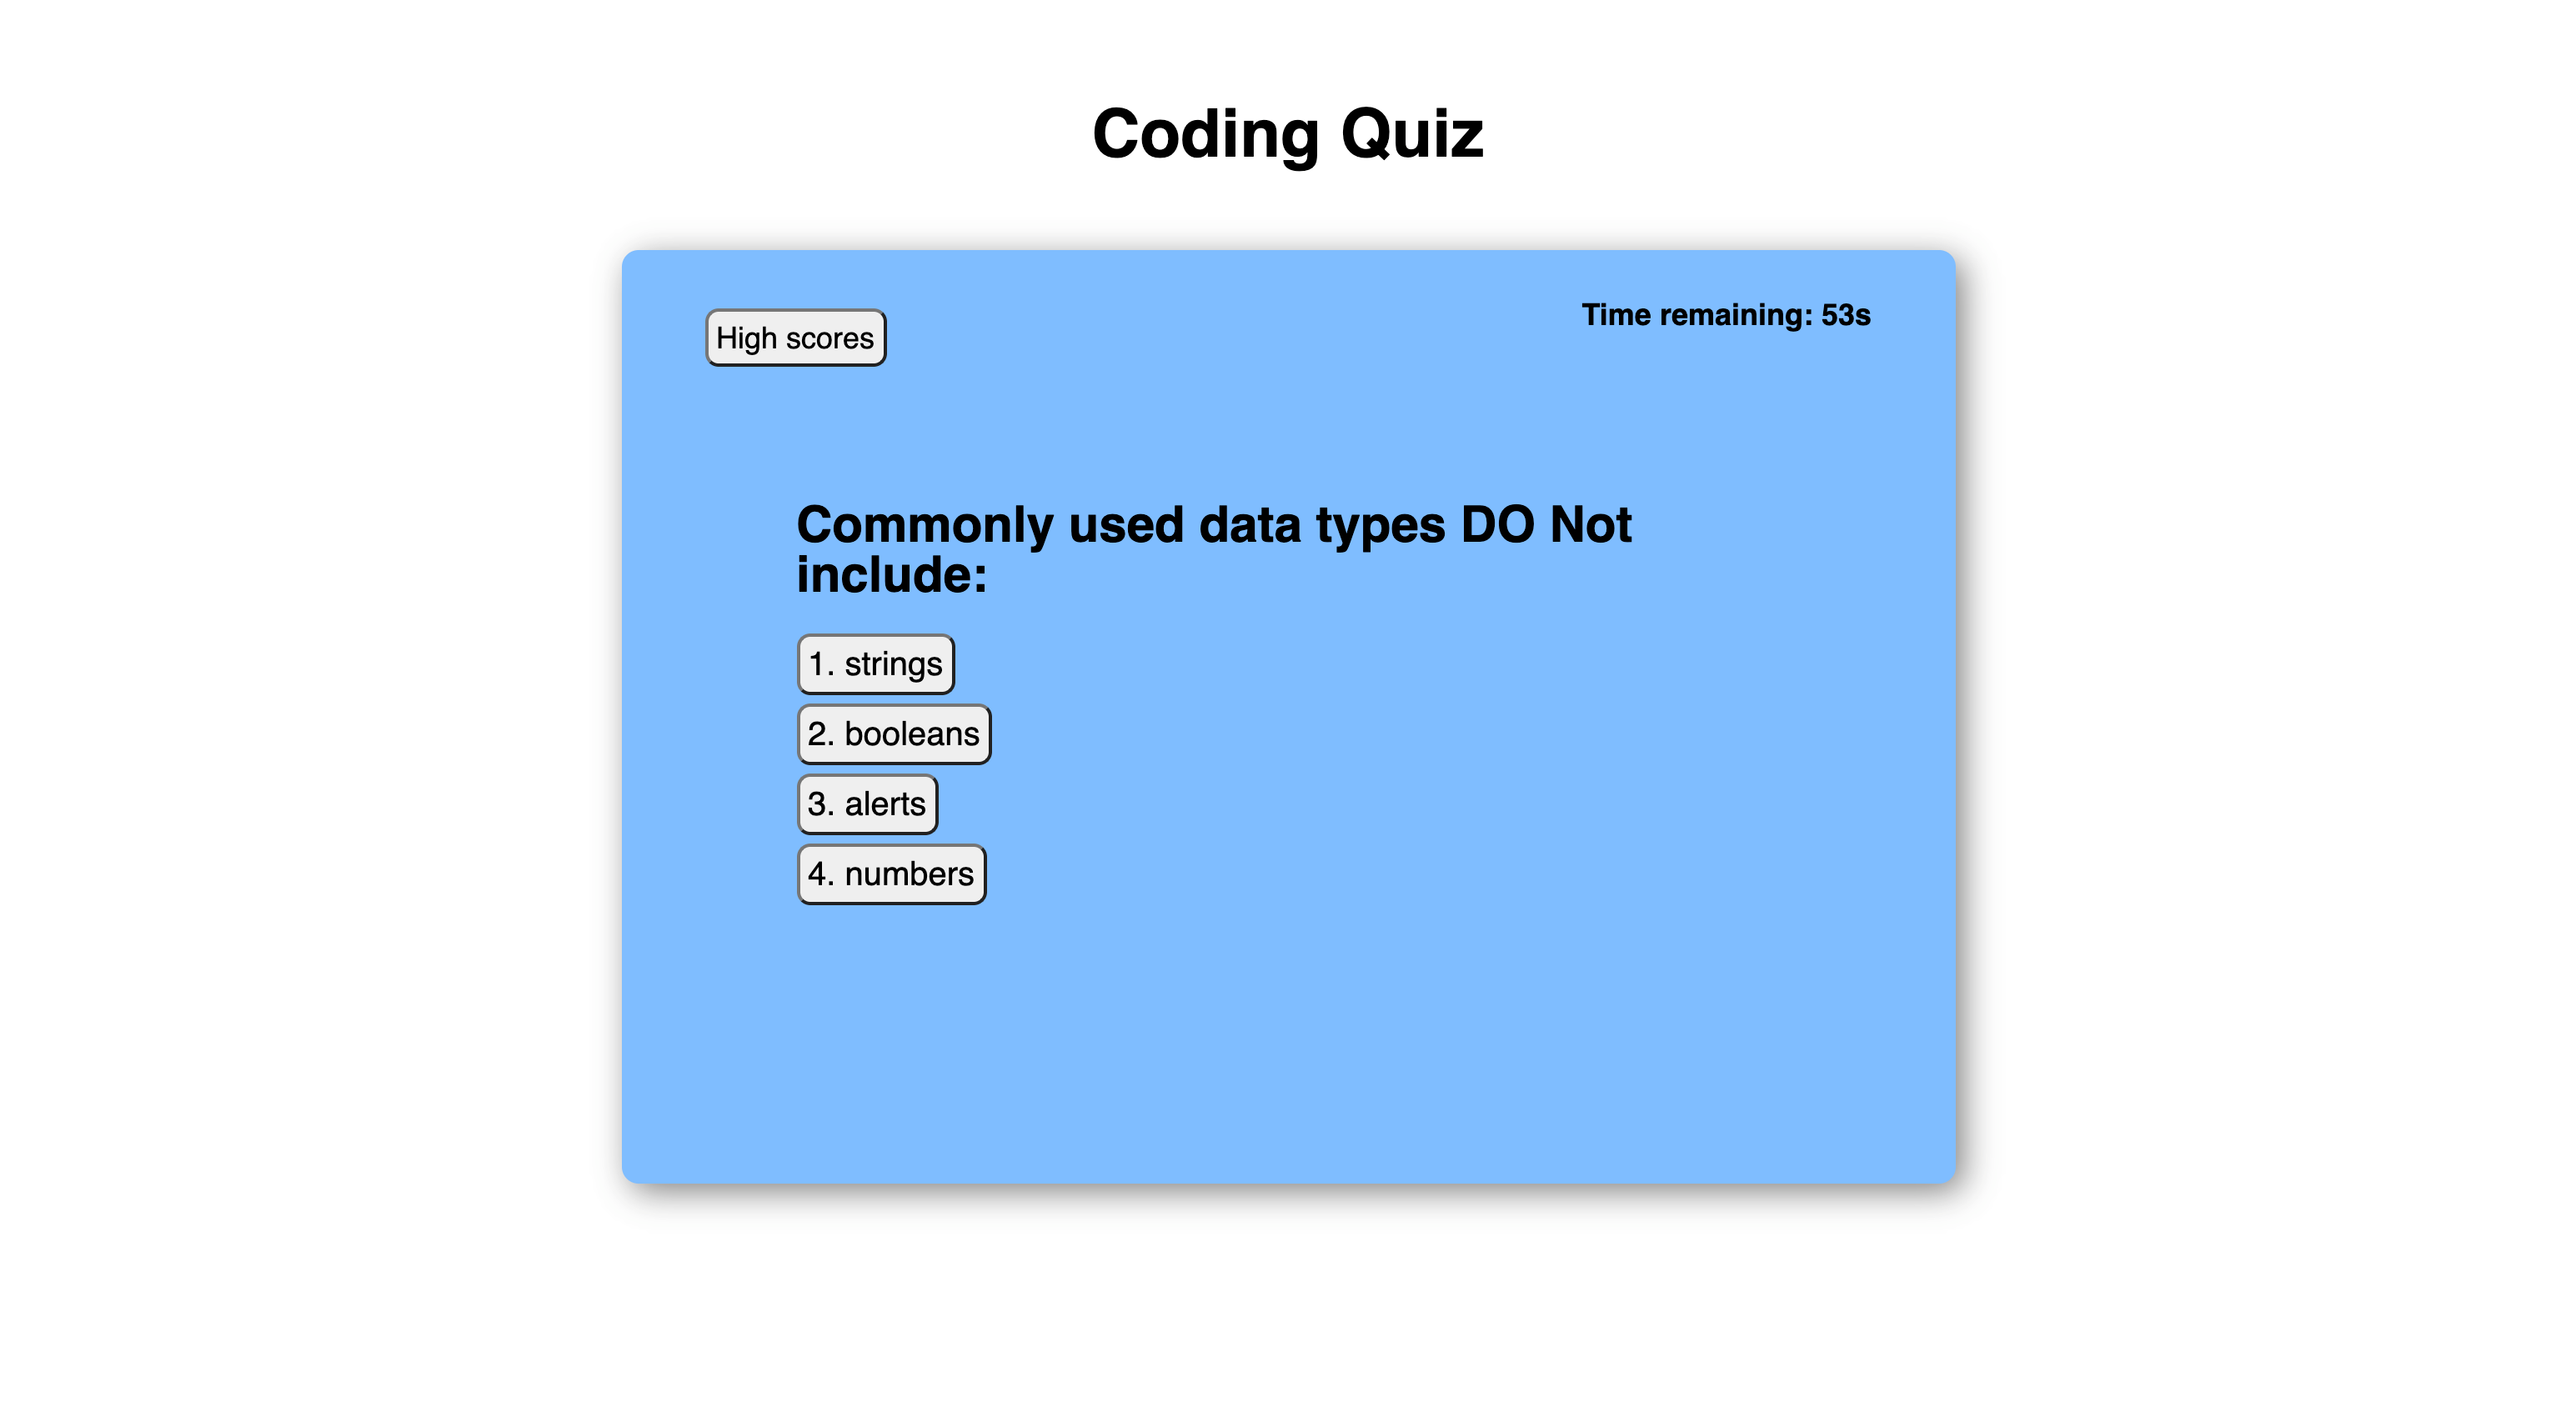 Coding Quiz
High scores
Time remaining: 53s
Commonly used data types DO Not
include:
1. strings
2. booleans
3. alerts
4. numbers